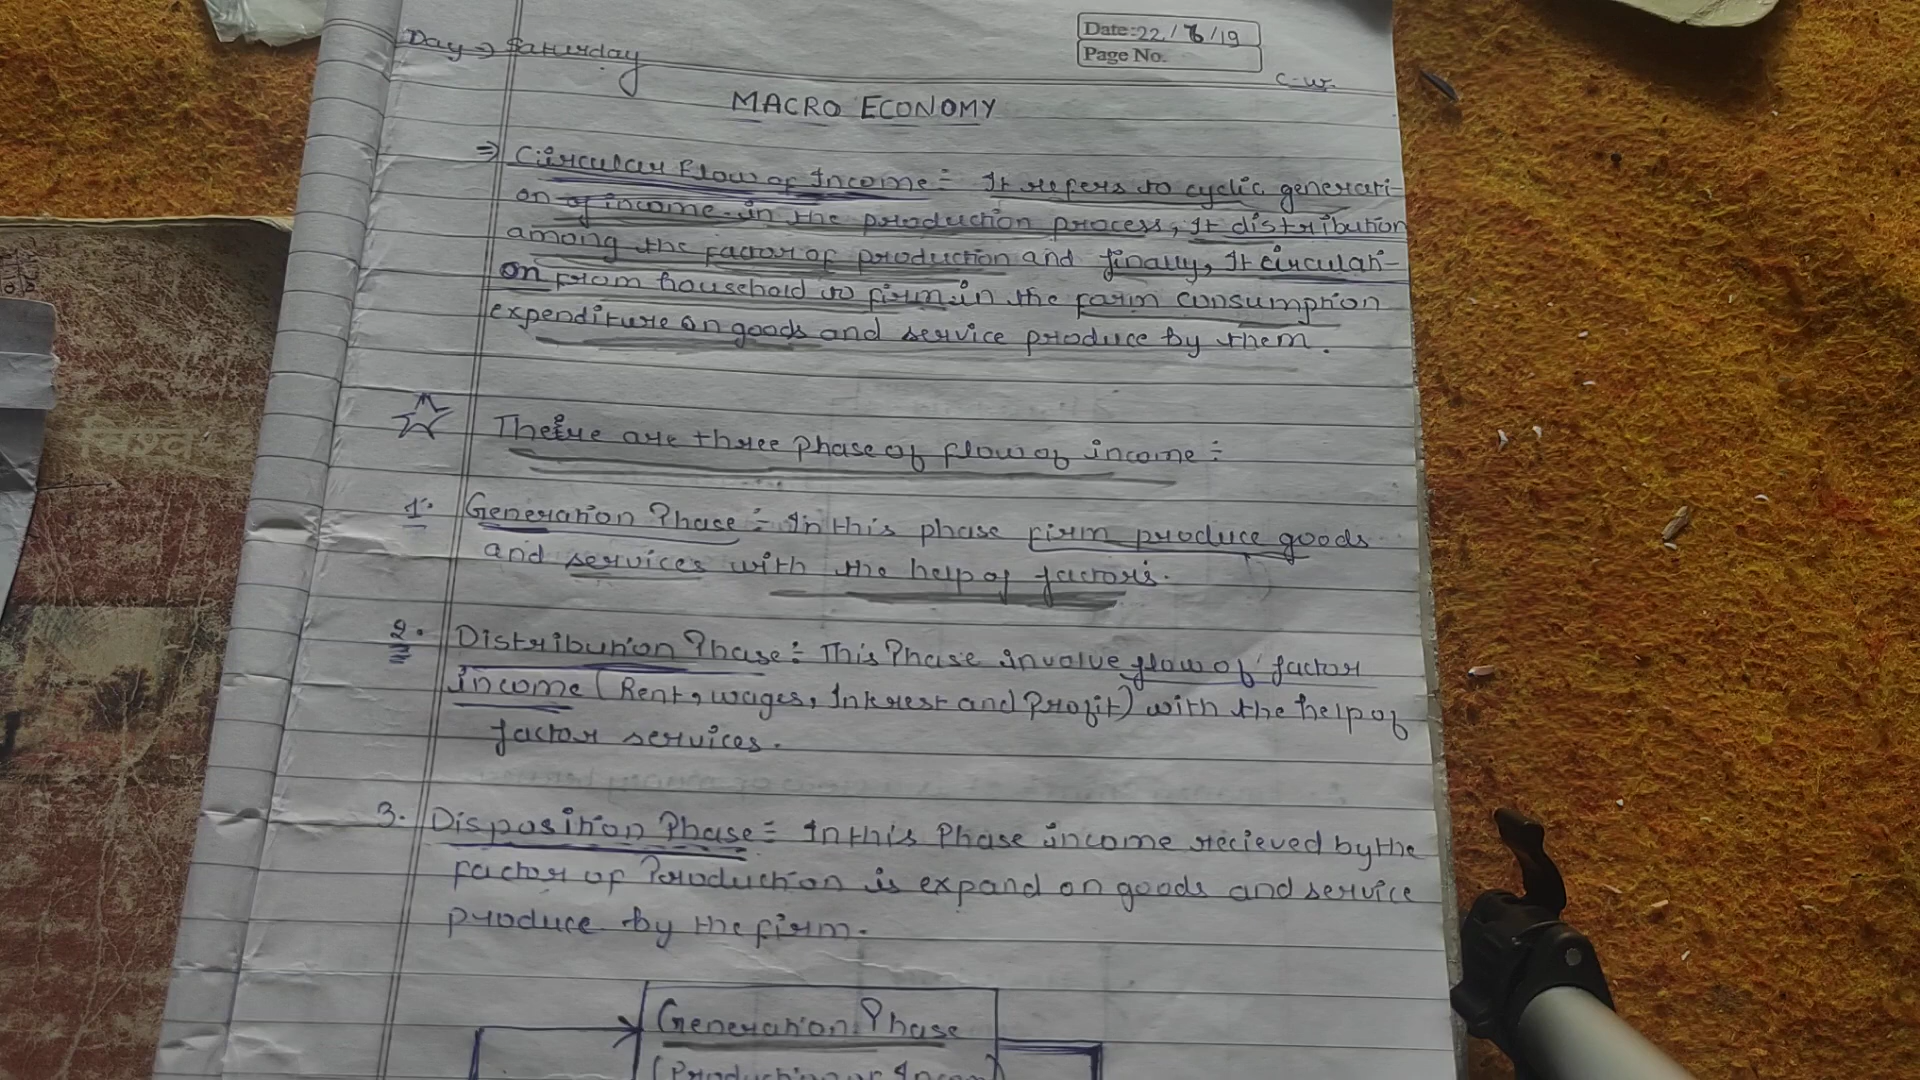 Day → Saturday
Date:22/6/19
Page No.
C-w.
MACRO ECONOMY
⇒ Circular Flow of Income = It refers to cyclic generati-
on of income in the production process, It distribution
among the factor of production and finally, It circulati-
on from household to firm in the form consumption
expenditure on goods and service produce by them.
☆ There are three phase of flow of income =
1. Generation Phase = In this phase firm produce goods
and services with the help of factors.
2. Distribution Phase = This Phase involve flow of factor
income (Rent, wages, Interest and Profit) with the help of
factor services.
3. Disposition Phase = In this Phase income recieved by the
factor of Production is expand on goods and service
produce by the firm.
Generation Phase
(Production or Incom
विश्व